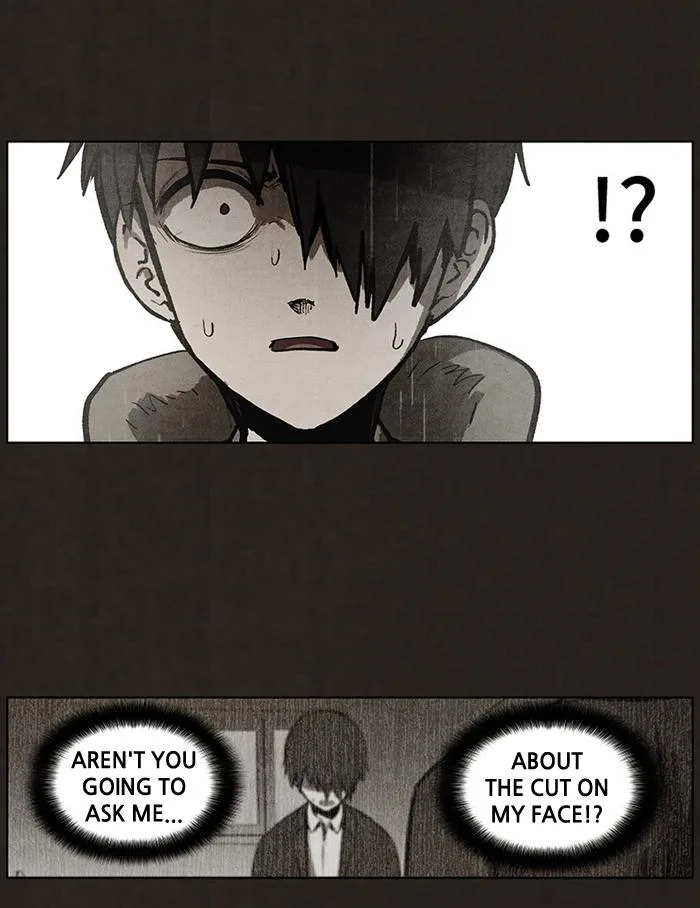 !?
AREN'T YOU
GOING TO
ASK ME...
ABOUT
THE CUT ON
MY FACE!?